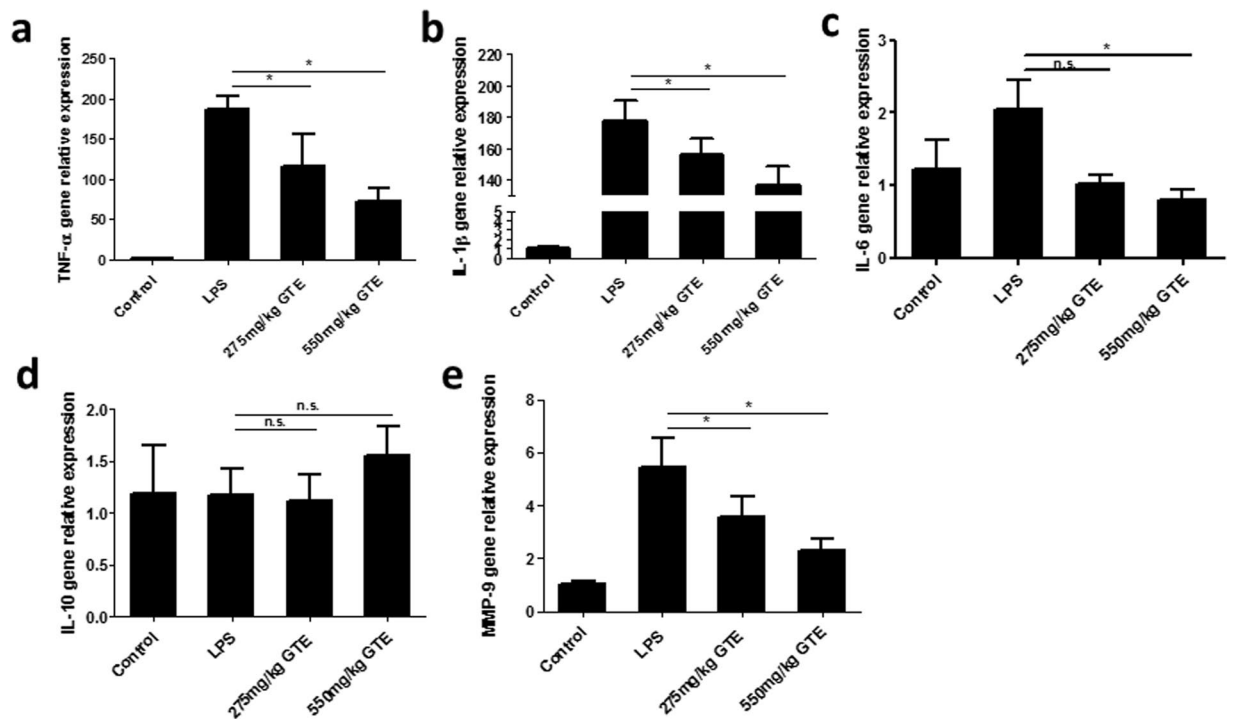 a
TNF-α gene relative expression
250
200
150
100
50
0
*
*
Control
LPS
275mg/kg GTE
550mg/kg GTE
b
IL-1β gene relative expression
220
200
180
160
140
5
4
3
2
1
0
*
*
Control
LPS
275mg/kg GTE
550mg/kg GTE
c
IL-6 gene relative expression
3
2
1
0
*
n.s.
Control
LPS
275mg/kg GTE
550mg/kg GTE
d
IL-10 gene relative expression
2.0
1.5
1.0
0.5
0.0
n.s.
n.s.
Control
LPS
275mg/kg GTE
550mg/kg GTE
e
MMP-9 gene relative expression
8
6
4
2
0
*
*
Control
LPS
275mg/kg GTE
550mg/kg GTE